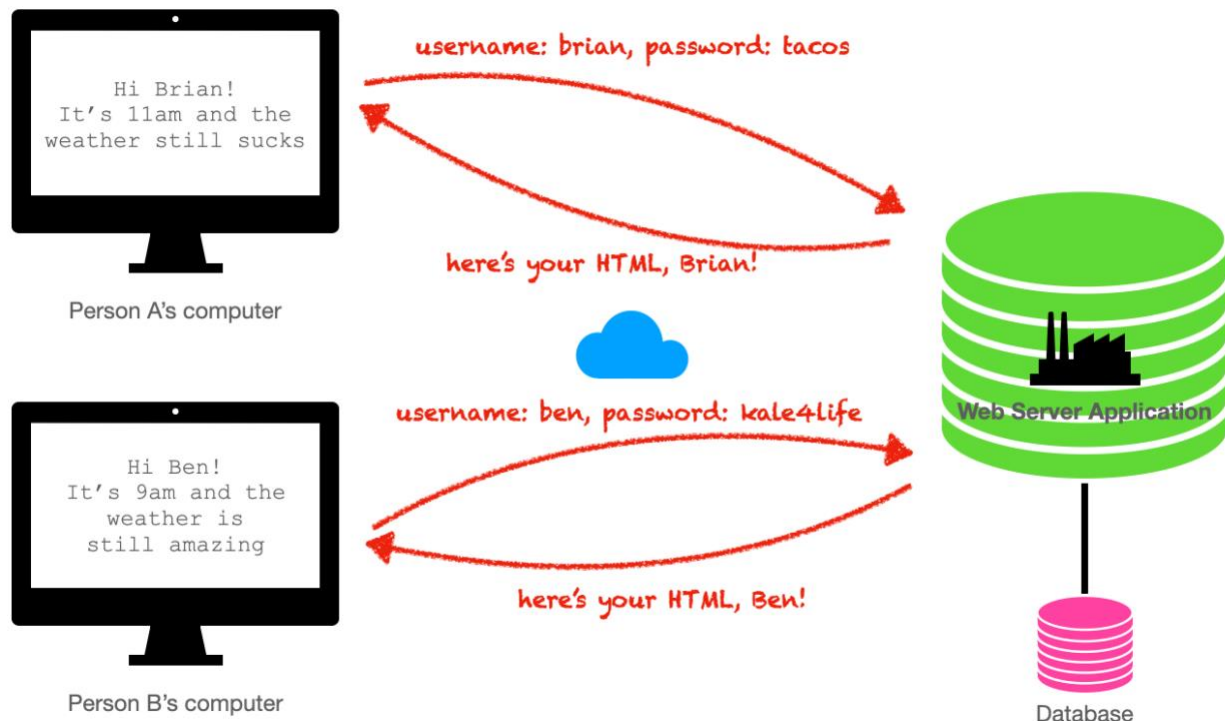 username: brian, password: tacos
Hi Brian!
It's 11am and the
weather still sucks
here's your HTML, Brian!
Person A's computer
username: ben, password: kale4life
Web Server Application
Hi Ben!
It's 9am and the
weather is
still amazing
here's your HTML, Ben!
Person B's computer
Database